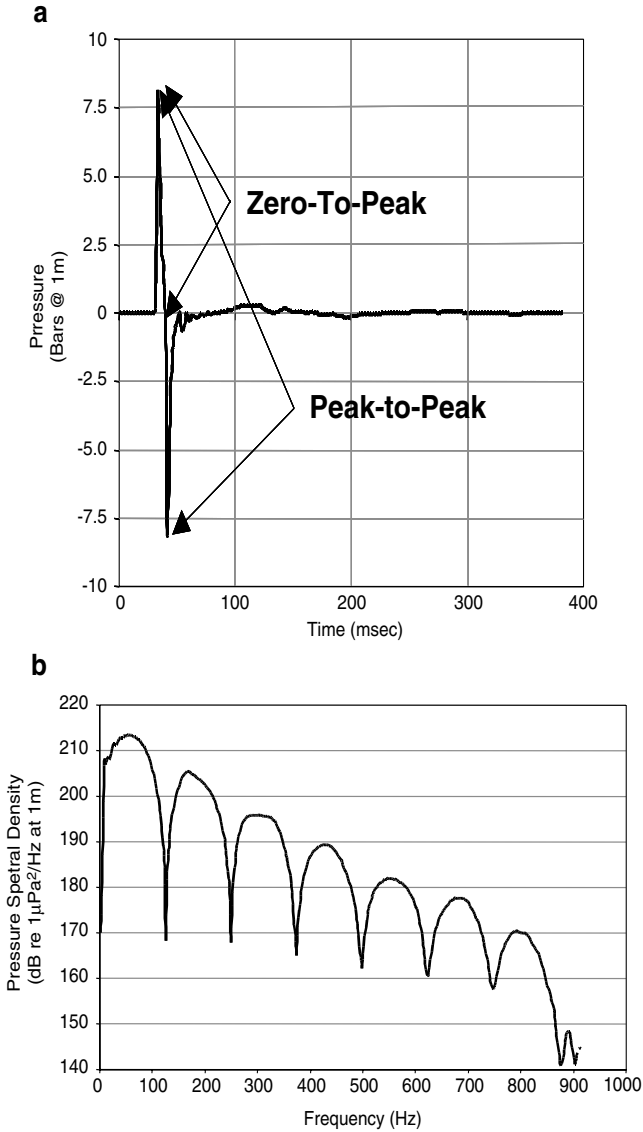 a
10
7.5
5.0
2.5
0
-2.5
-5.0
-7.5
-10
Prressure
(Bars @ 1m)
Zero-To-Peak
Peak-to-Peak
0 100 200 300 400
Time (msec)
b
220
210
200
190
180
170
160
150
140
Pressure Spetral Density
(dB re 1μPa²/Hz at 1m)
0 100 200 300 400 500 600 700 800 900 1000
Frequency (Hz)